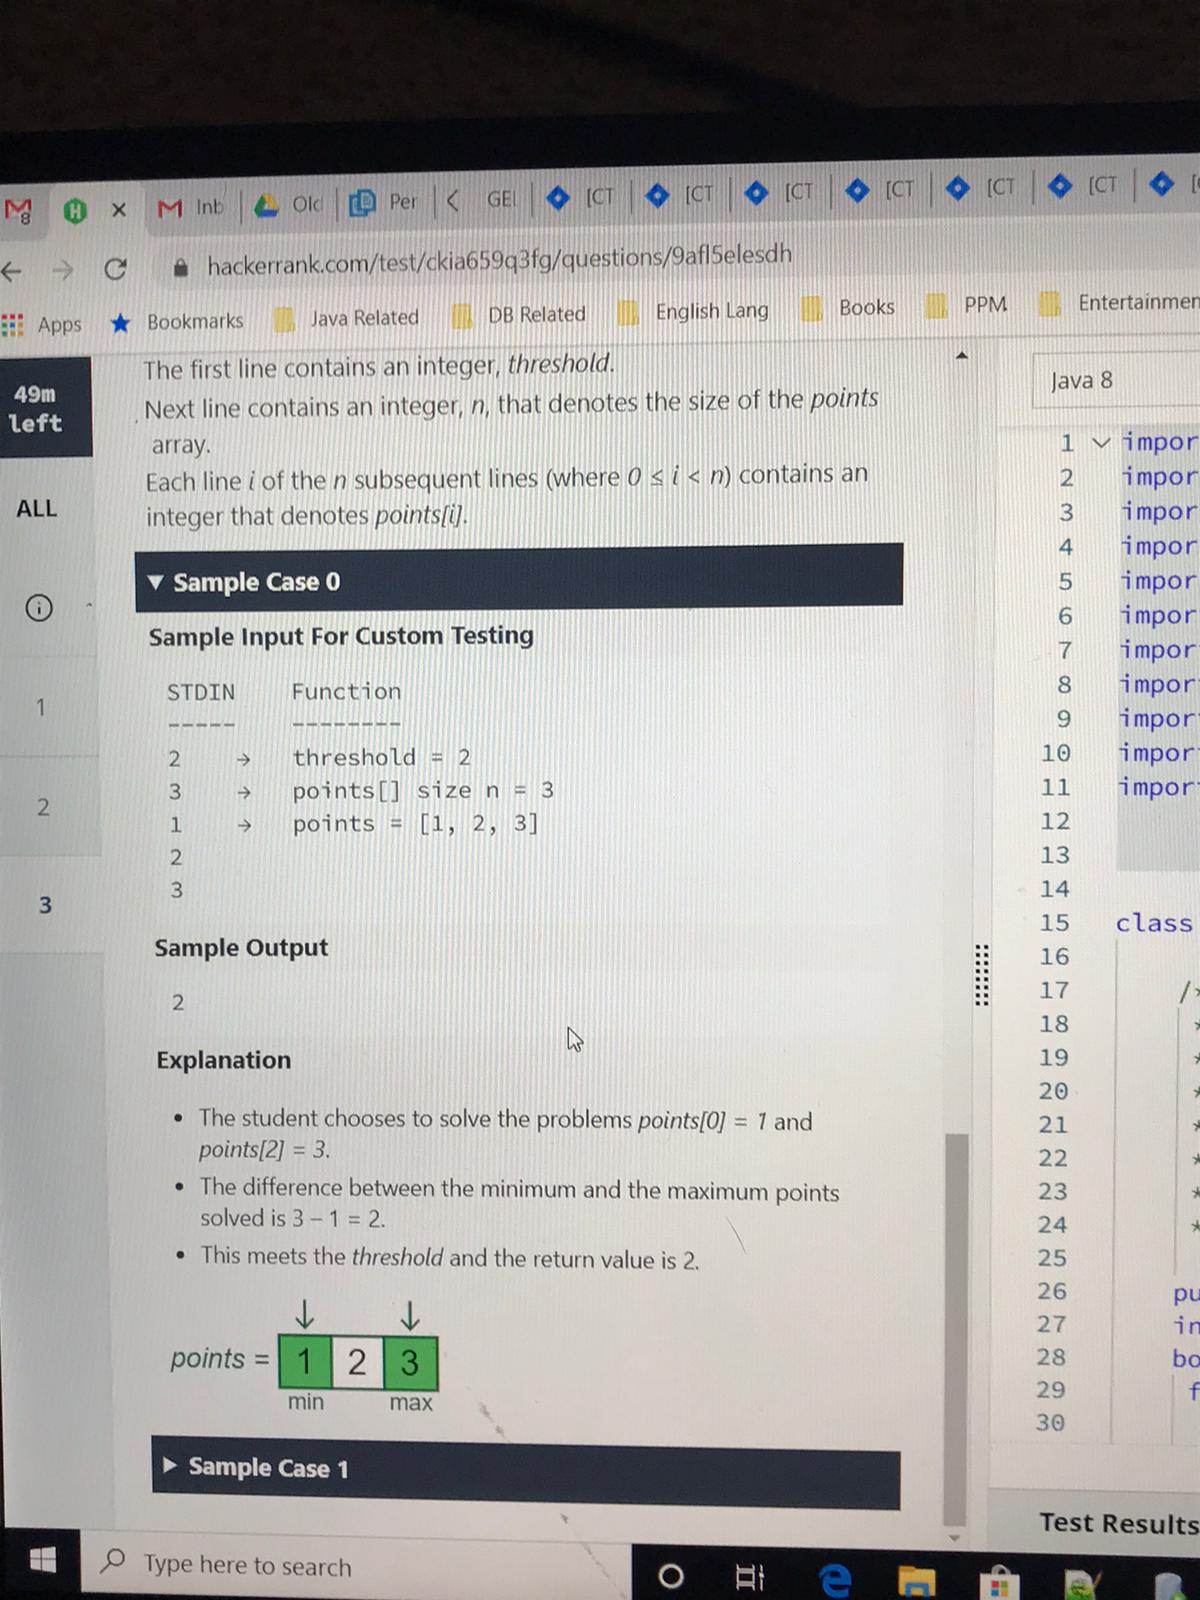 Inb
Olc
Per
GEI
[CT
[CT
[CT
[CT
[CT
[CT
hackerrank.com/test/ckia659q3fg/questions/9afl5elesdh
Apps
Bookmarks
Java Related
DB Related
English Lang
Books
PPM
Entertainmen
49m
left
ALL
1
2
3
The first line contains an integer, threshold.
Next line contains an integer, n, that denotes the size of the points
array.
Each line i of the n subsequent lines (where 0 ≤ i < n) contains an
integer that denotes points[i].
▼ Sample Case 0
Sample Input For Custom Testing
STDIN Function
----- --------
2 → threshold = 2
3 → points[] size n = 3
1 → points = [1, 2, 3]
2
3
Sample Output
2
Explanation
• The student chooses to solve the problems points[0] = 1 and
points[2] = 3.
• The difference between the minimum and the maximum points
solved is 3 – 1 = 2.
• This meets the threshold and the return value is 2.
points = 1 2 3
min max
▶ Sample Case 1
Java 8
1 impor
2 impor
3 impor
4 impor
5 impor
6 impor
7 impor
8 impor
9 impor
10 impor
11 impor
12
13
14
15 class
16
17 /*
18 *
19 *
20 *
21 *
22 *
23 *
24 *
25
26 pu
27 in
28 bo
29 f
30
Test Results
Type here to search